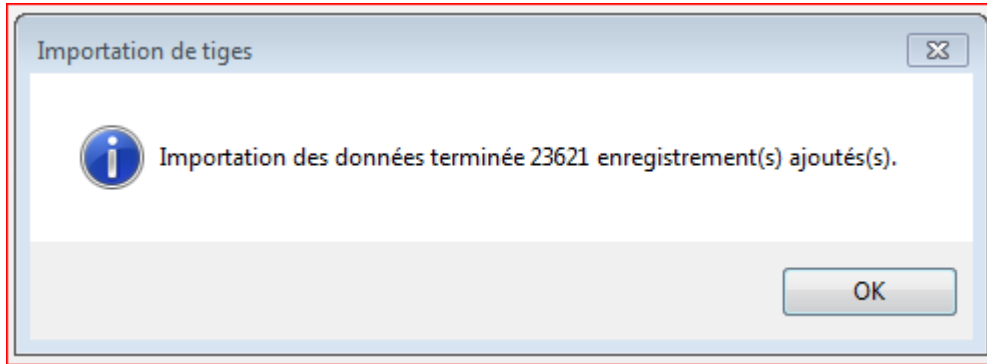 Importation de tiges
Importation des données terminée 23621 enregistrement(s) ajoutés(s).
OK